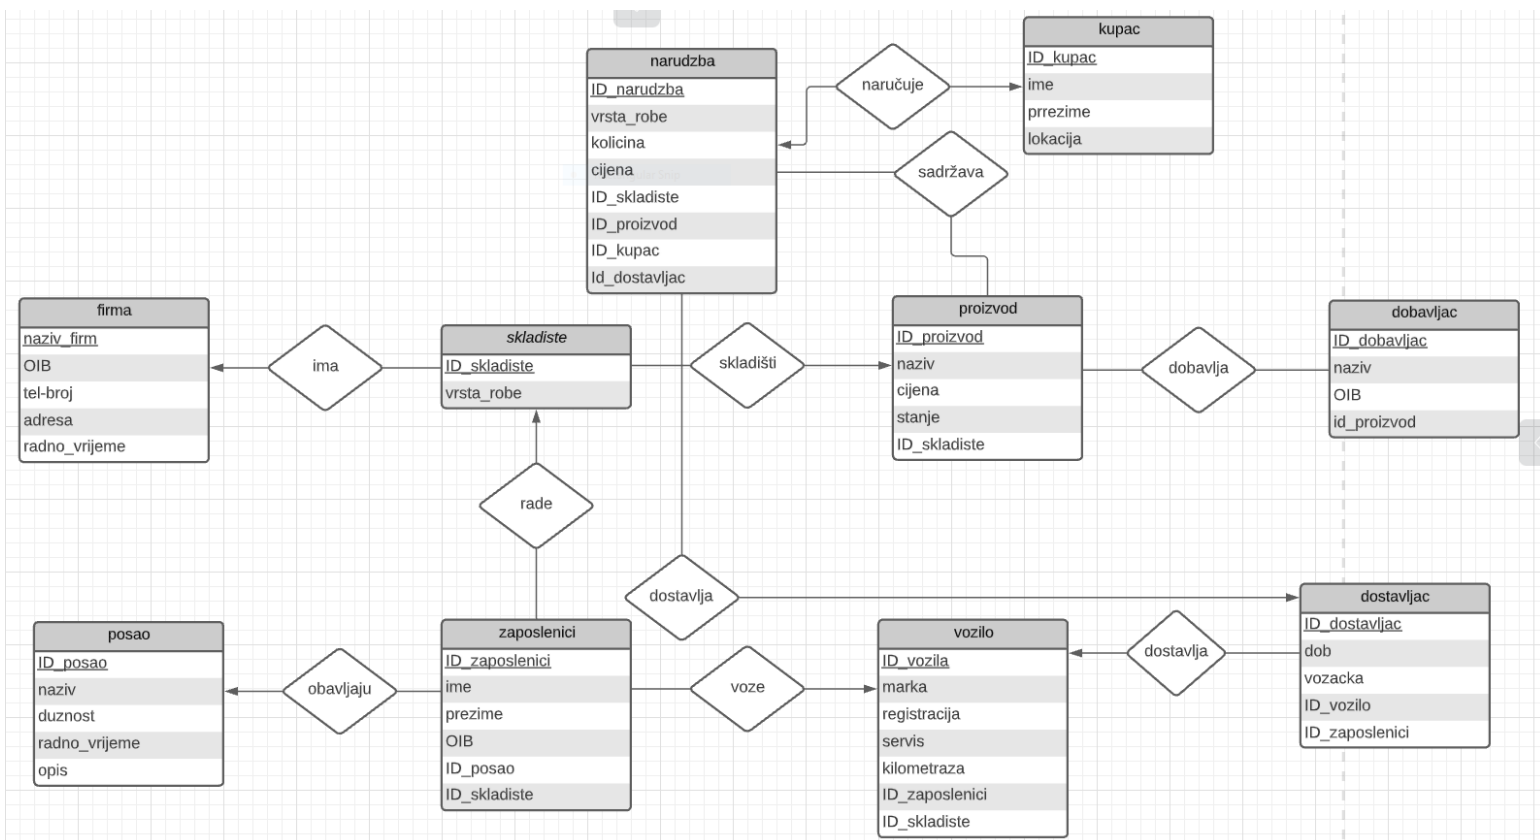 kupac
ID_kupac
ime
prrezime
lokacija
narudzba
ID_narudzba
vrsta_robe
kolicina
cijena
ID_skladiste
ID_proizvod
ID_kupac
Id_dostavljac
naručuje
sadržava
firma
naziv_firm
OIB
tel-broj
adresa
radno_vrijeme
ima
skladiste
ID_skladiste
vrsta_robe
skladišti
proizvod
ID_proizvod
naziv
cijena
stanje
ID_skladiste
dobavlja
dobavljac
ID_dobavljac
naziv
OIB
id_proizvod
rade
dostavlja
posao
ID_posao
naziv
duznost
radno_vrijeme
opis
obavljaju
zaposlenici
ID_zaposlenici
ime
prezime
OIB
ID_posao
ID_skladiste
voze
vozilo
ID_vozila
marka
registracija
servis
kilometraza
ID_zaposlenici
ID_skladiste
dostavlja
dostavljac
ID_dostavljac
dob
vozacka
ID_vozilo
ID_zaposlenici